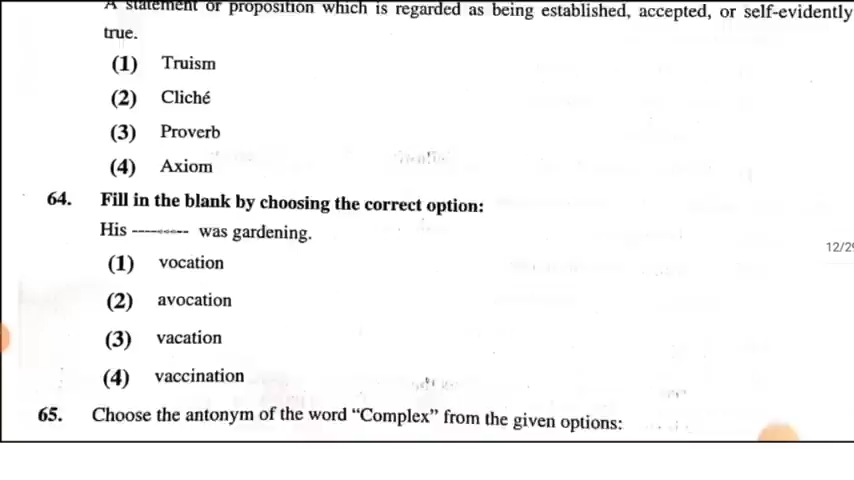 A statement or proposition which is regarded as being established, accepted, or self-evidently
true.
(1) Truism
(2) Cliché
(3) Proverb
(4) Axiom
64. Fill in the blank by choosing the correct option:
His --------- was gardening.
12/29
(1) vocation
(2) avocation
(3) vacation
(4) vaccination
65. Choose the antonym of the word “Complex” from the given options: